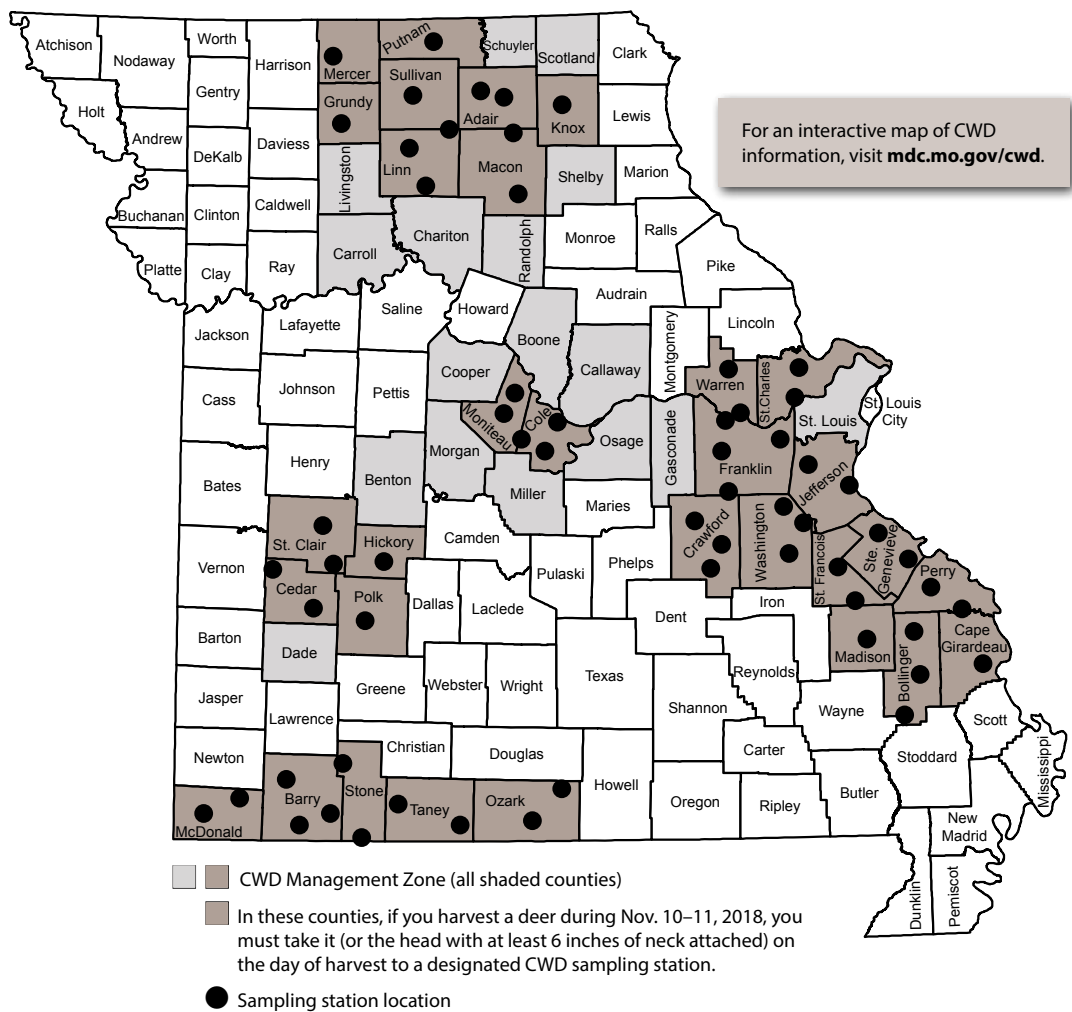 Atchison
Nodaway
Worth
Gentry
Harrison
Mercer
Putnam
Schuyler
Scotland
Clark
Holt
Andrew
DeKalb
Daviess
Grundy
Sullivan
Adair
Knox
Lewis
For an interactive map of CWD
information, visit mdc.mo.gov/cwd.
Buchanan
Clinton
Caldwell
Livingston
Linn
Macon
Shelby
Marion
Platte
Clay
Ray
Carroll
Chariton
Randolph
Monroe
Ralls
Pike
Jackson
Lafayette
Saline
Howard
Boone
Audrain
Callaway
Montgomery
Lincoln
Cass
Johnson
Pettis
Cooper
Moniteau
Cole
Osage
Gasconade
Warren
St.Charles
St. Louis
St. Louis
City
Bates
Henry
Benton
Morgan
Miller
Maries
Franklin
Jefferson
Vernon
St. Clair
Hickory
Camden
Pulaski
Phelps
Crawford
Washington
St. Francois
Ste.
Genevieve
Perry
Cedar
Polk
Dallas
Laclede
Dent
Iron
Barton
Dade
Greene
Webster
Wright
Texas
Reynolds
Madison
Bollinger
Cape
Girardeau
Jasper
Lawrence
Shannon
Wayne
Scott
Newton
Christian
Douglas
Howell
Carter
Stoddard
Mississippi
McDonald
Barry
Stone
Taney
Ozark
Oregon
Ripley
Butler
New
Madrid
Dunklin
Pemiscot
CWD Management Zone (all shaded counties)
In these counties, if you harvest a deer during Nov. 10–11, 2018, you
must take it (or the head with at least 6 inches of neck attached) on
the day of harvest to a designated CWD sampling station.
Sampling station location